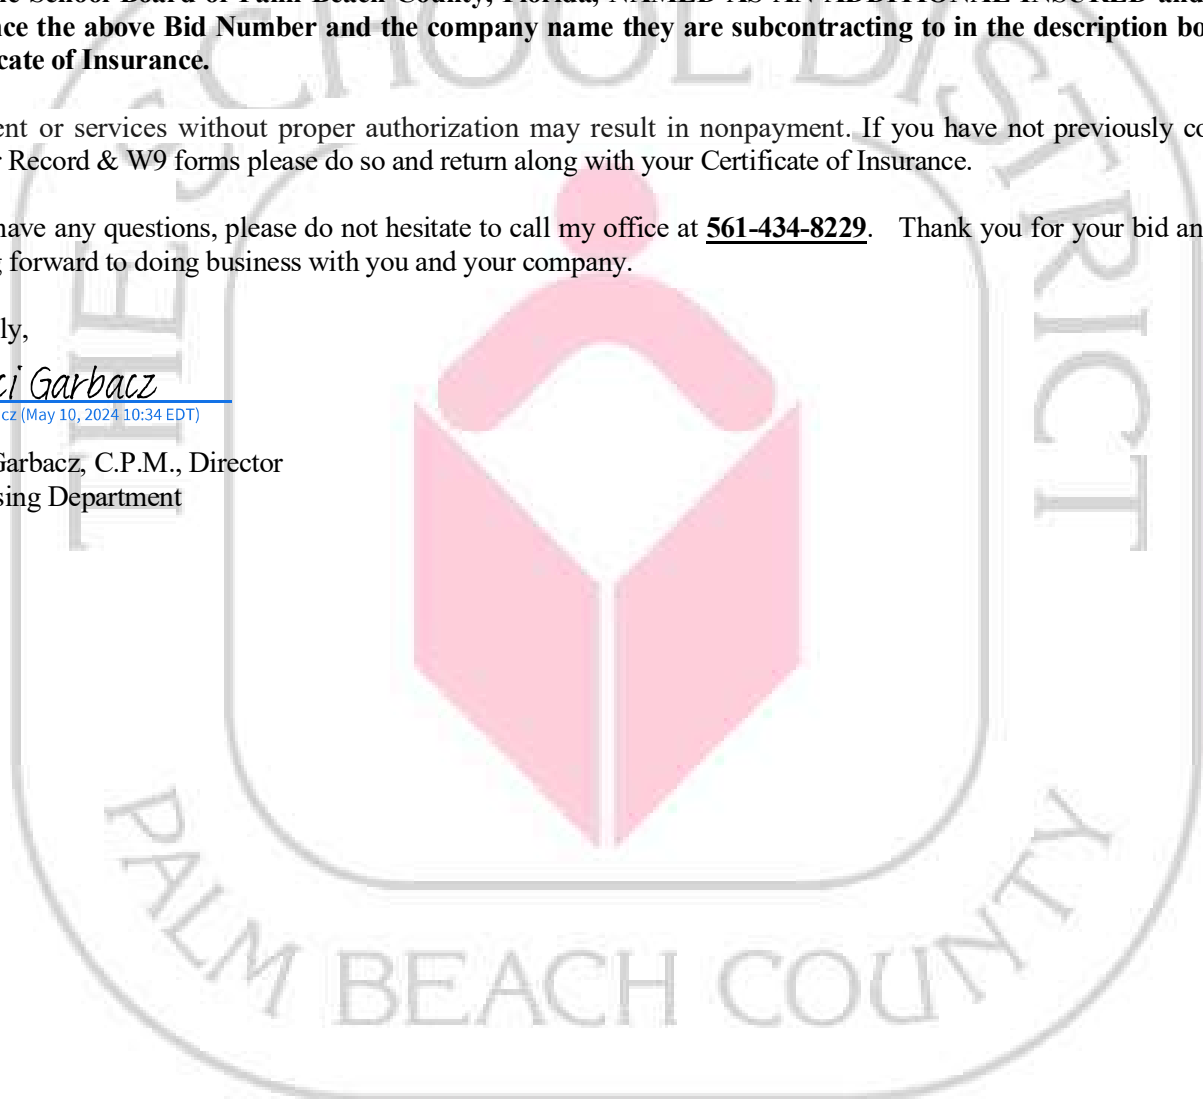 School Board of Palm Beach County, Florida, NAMED AS AN ADDITIONAL INSURED and
nce the above Bid Number and the company name they are subcontracting to in the description bo
cate of Insurance.
ent or services without proper authorization may result in nonpayment. If you have not previously co
r Record & W9 forms please do so and return along with your Certificate of Insurance.
have any questions, please do not hesitate to call my office at 561-434-8229. Thank you for your bid an
g forward to doing business with you and your company.
ly,
ci Garbacz
cz (May 10, 2024 10:34 EDT)
Garbacz, C.P.M., Director
sing Department
THE SCHOOL DISTRICT
PALM BEACH COUNTY